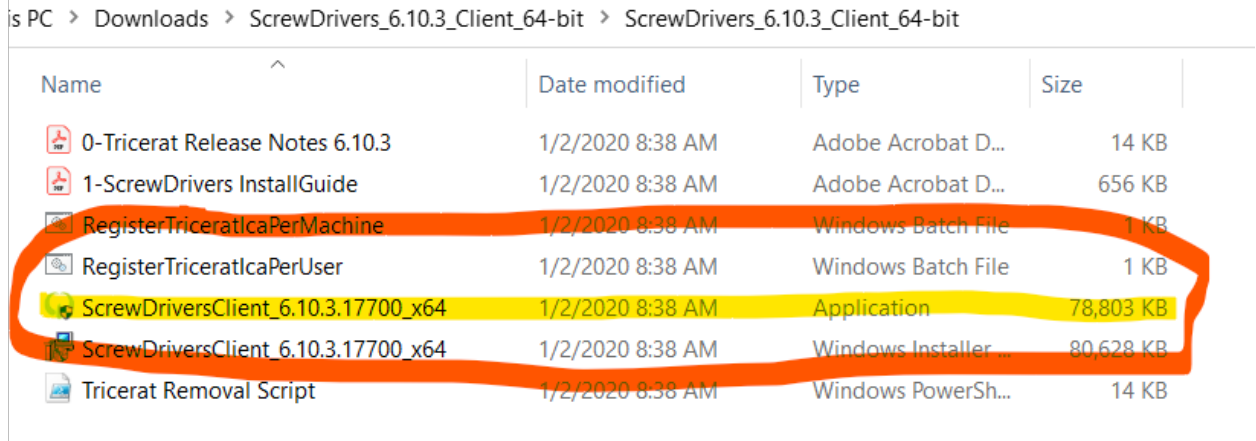 is PC > Downloads > ScrewDrivers_6.10.3_Client_64-bit > ScrewDrivers_6.10.3_Client_64-bit
Name Date modified Type Size
0-Tricerat Release Notes 6.10.3 1/2/2020 8:38 AM Adobe Acrobat D... 14 KB
1-ScrewDrivers InstallGuide 1/2/2020 8:38 AM Adobe Acrobat D... 656 KB
RegisterTriceratIcaPerMachine 1/2/2020 8:38 AM Windows Batch File 1 KB
RegisterTriceratIcaPerUser 1/2/2020 8:38 AM Windows Batch File 1 KB
ScrewDriversClient_6.10.3.17700_x64 1/2/2020 8:38 AM Application 78,803 KB
ScrewDriversClient_6.10.3.17700_x64 1/2/2020 8:38 AM Windows Installer ... 80,628 KB
Tricerat Removal Script 1/2/2020 8:38 AM Windows PowerSh... 14 KB